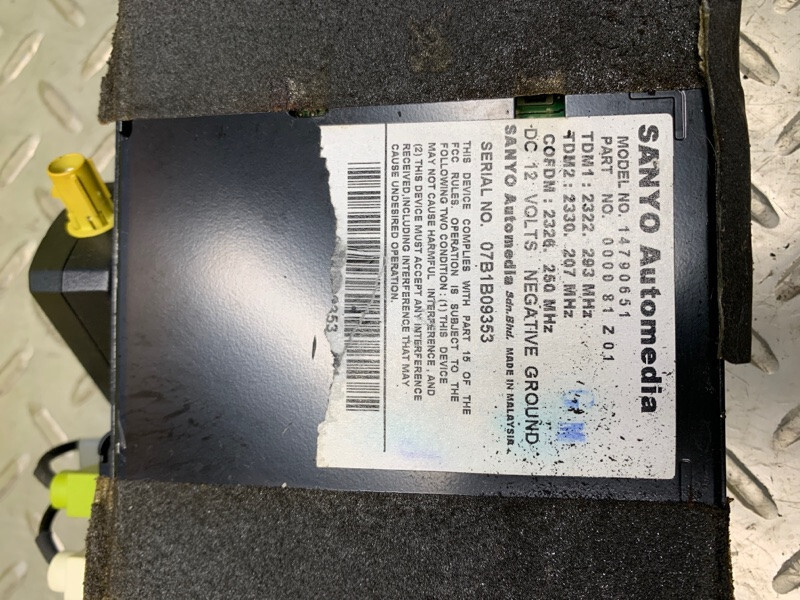 SANYO Automedia
MODEL NO. 14790651
PART NO. 0000 81 Z 01
TDM1 : 2322. 293 MHz
TDM2 : 2330. 207 MHz
COFDM : 2326. 250 MHz
DC 12 VOLTS NEGATIVE GROUND
SANYO Automedia Sdn.Bhd. MADE IN MALAYSIA
SERIAL NO. 07B1B09353
THIS DEVICE COMPLIES WITH PART 15 OF THE
FCC RULES. OPERATION IS SUBJECT TO THE
FOLLOWING TWO CONDITION : (1) THIS DEVICE
MAY NOT CAUSE HARMFUL INTERFERENCE , AND
(2) THIS DEVICE MUST ACCEPT ANY INTERFERENCE
RECEIVED,INCLUDING INTERFERENCE THAT MAY
CAUSE UNDESIRED OPERATION.
9353